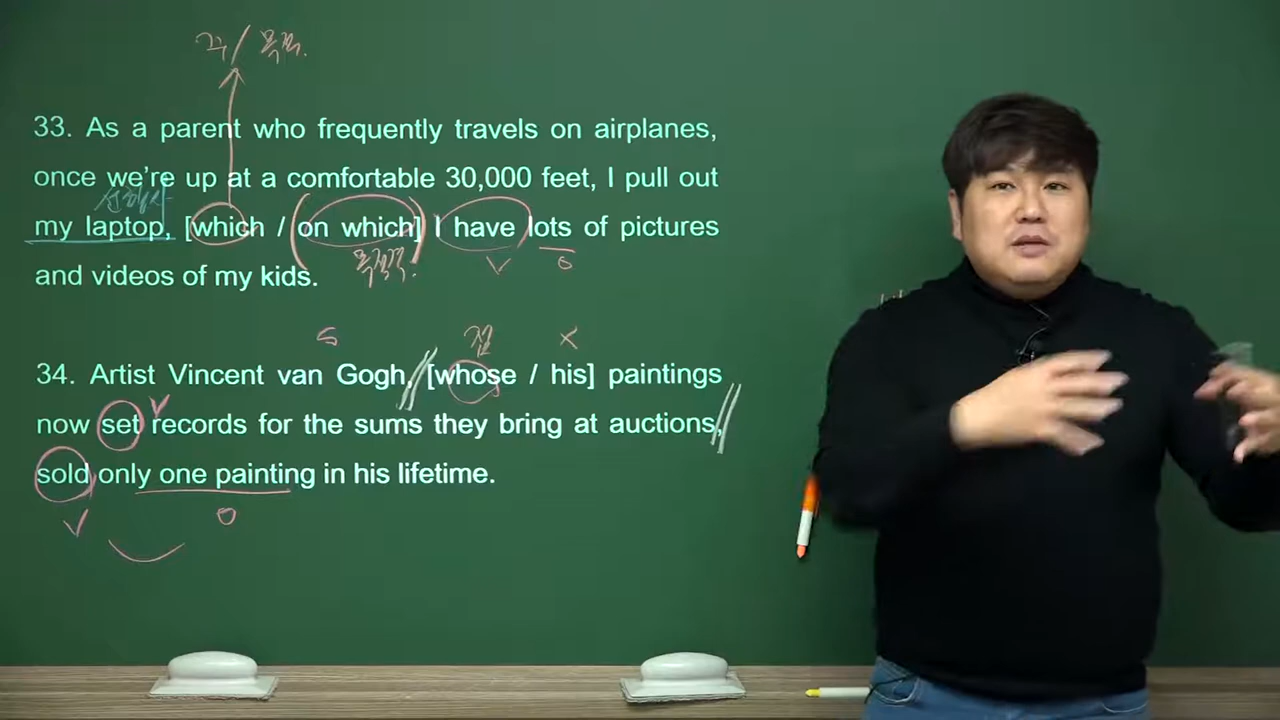 33. As a parent who frequently travels on airplanes,
once we're up at a comfortable 30,000 feet, I pull out
선행사
my laptop, [which / on which] I have lots of pictures
V O
and videos of my kids.
S X
34. Artist Vincent van Gogh, [whose / his] paintings
V
now set records for the sums they bring at auctions,
sold only one painting in his lifetime.
V O